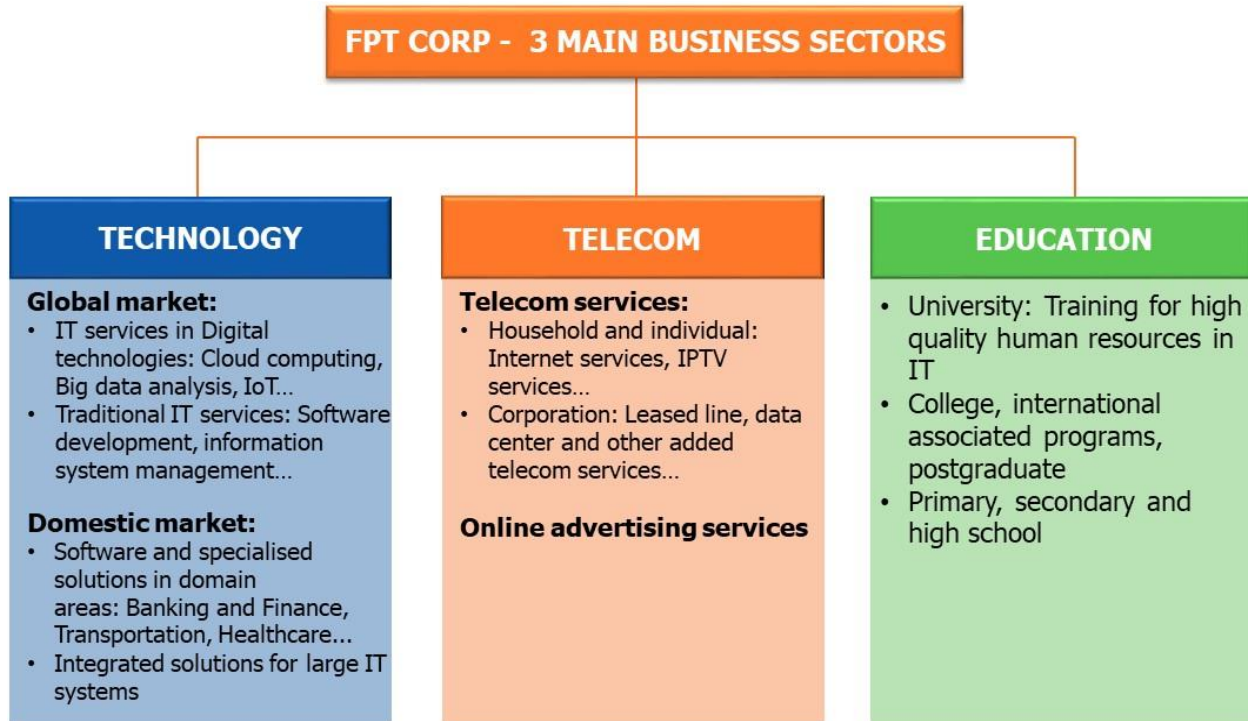 FPT CORP - 3 MAIN BUSINESS SECTORS
TECHNOLOGY
Global market:
• IT services in Digital
technologies: Cloud computing,
Big data analysis, IoT...
• Traditional IT services: Software
development, information
system management...
Domestic market:
• Software and specialised
solutions in domain
areas: Banking and Finance,
Transportation, Healthcare...
• Integrated solutions for large IT
systems
TELECOM
Telecom services:
• Household and individual:
Internet services, IPTV
services...
• Corporation: Leased line, data
center and other added
telecom services...
Online advertising services
EDUCATION
• University: Training for high
quality human resources in
IT
• College, international
associated programs,
postgraduate
• Primary, secondary and
high school